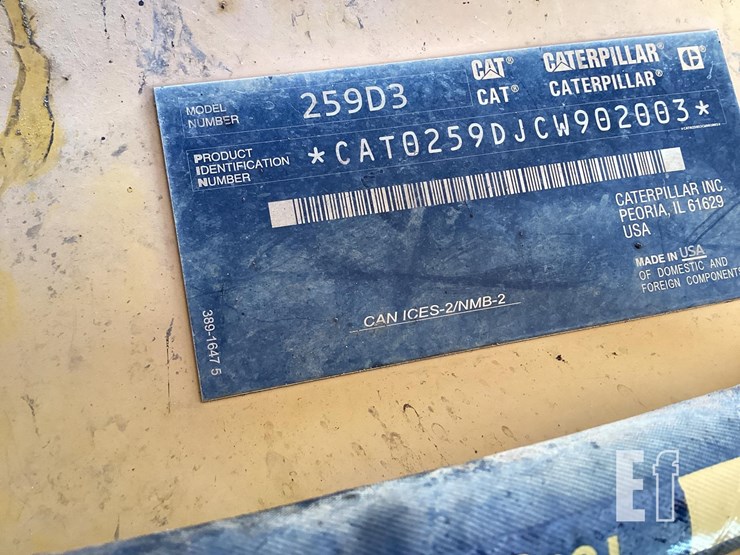 MODEL NUMBER 259D3
CAT® CATERPILLAR® C
CAT® CATERPILLAR®
PRODUCT IDENTIFICATION NUMBER *CAT0259DJCW902003*
CATERPILLAR INC.
PEORIA, IL 61629
USA
MADE IN USA
OF DOMESTIC AND
FOREIGN COMPONENTS
CAN ICES-2/NMB-2
389-1647 5
Ef